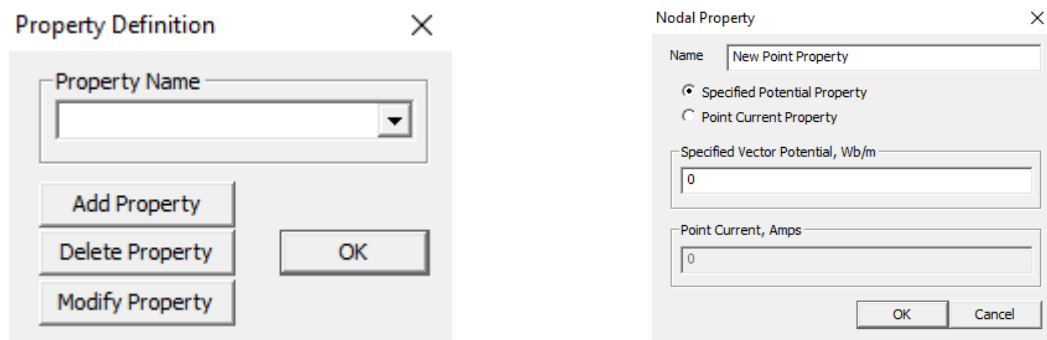 Property Definition
Property Name
Add Property
Delete Property
OK
Modify Property
Nodal Property
Name New Point Property
Specified Potential Property
Point Current Property
Specified Vector Potential, Wb/m
0
Point Current, Amps
0
OK Cancel